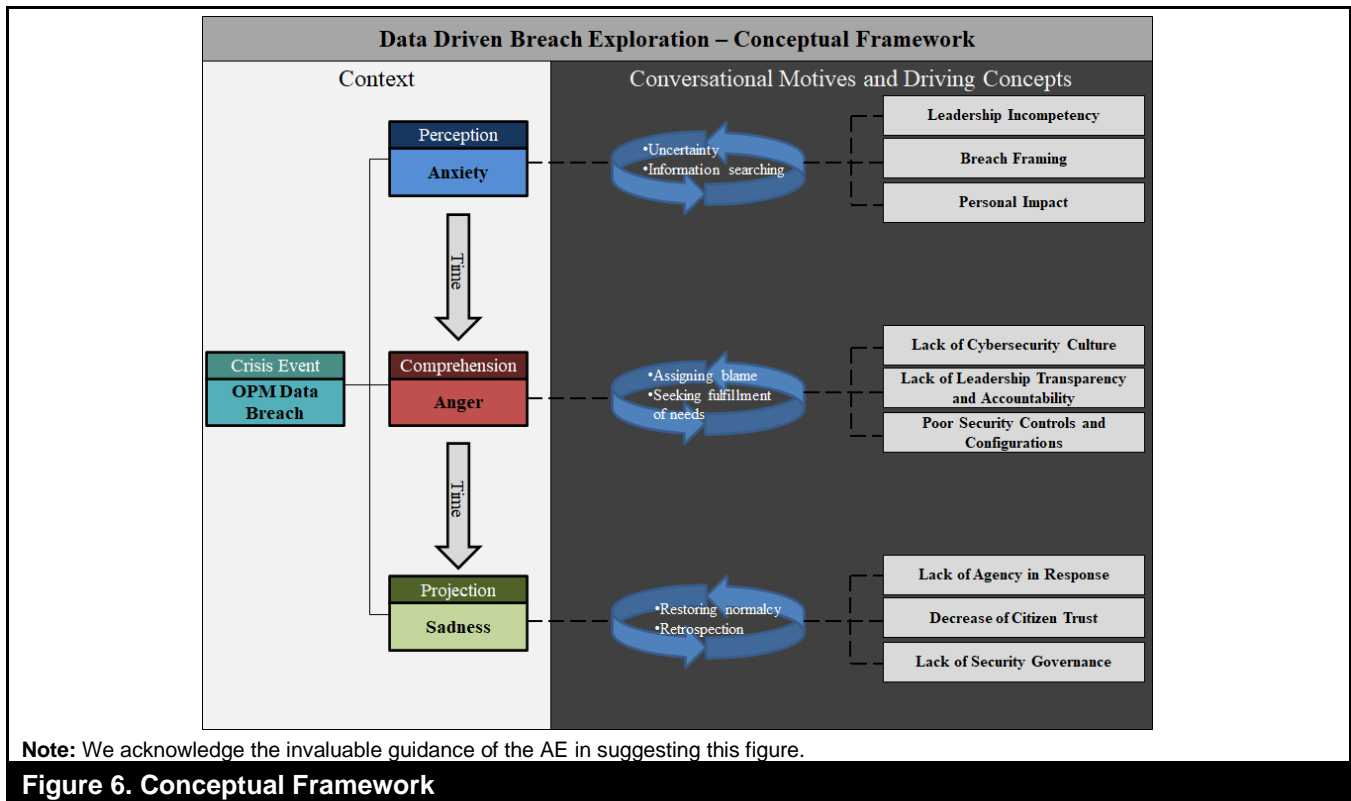 Data Driven Breach Exploration – Conceptual Framework
Context
Conversational Motives and Driving Concepts
Perception
Anxiety
•Uncertainty
•Information searching
Leadership Incompetency
Breach Framing
Personal Impact
Time
Crisis Event
OPM Data
Breach
Comprehension
Anger
•Assigning blame
•Seeking fulfillment
of needs
Lack of Cybersecurity Culture
Lack of Leadership Transparency
and Accountability
Poor Security Controls and
Configurations
Time
Projection
Sadness
•Restoring normalcy
•Retrospection
Lack of Agency in Response
Decrease of Citizen Trust
Lack of Security Governance
Note: We acknowledge the invaluable guidance of the AE in suggesting this figure.
Figure 6. Conceptual Framework